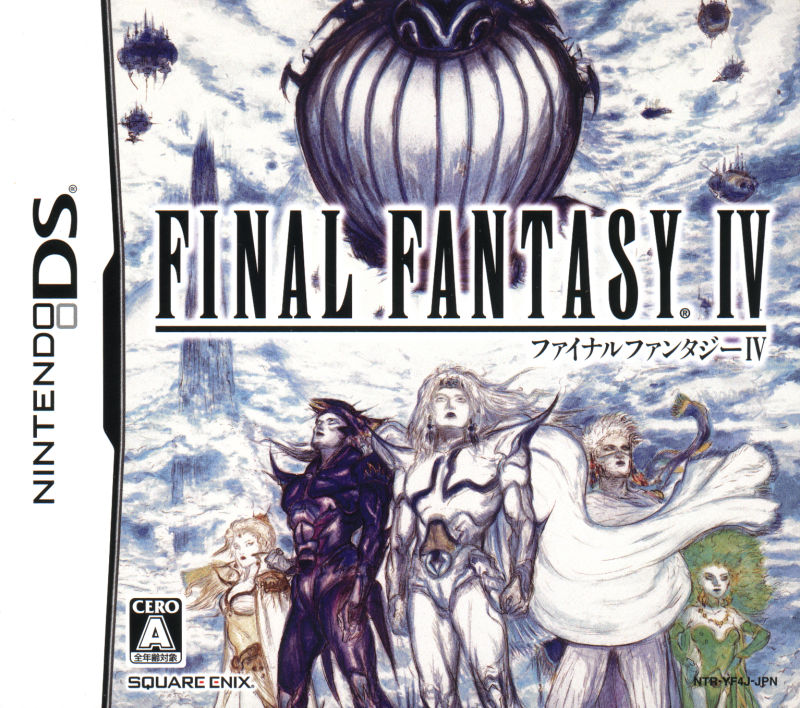 NINTENDO DS®
FINAL FANTASY® IV
ファイナルファンタジーIV
CERO
A
全年齢対象
SQUARE ENIX®
NTR-YF4J-JPN